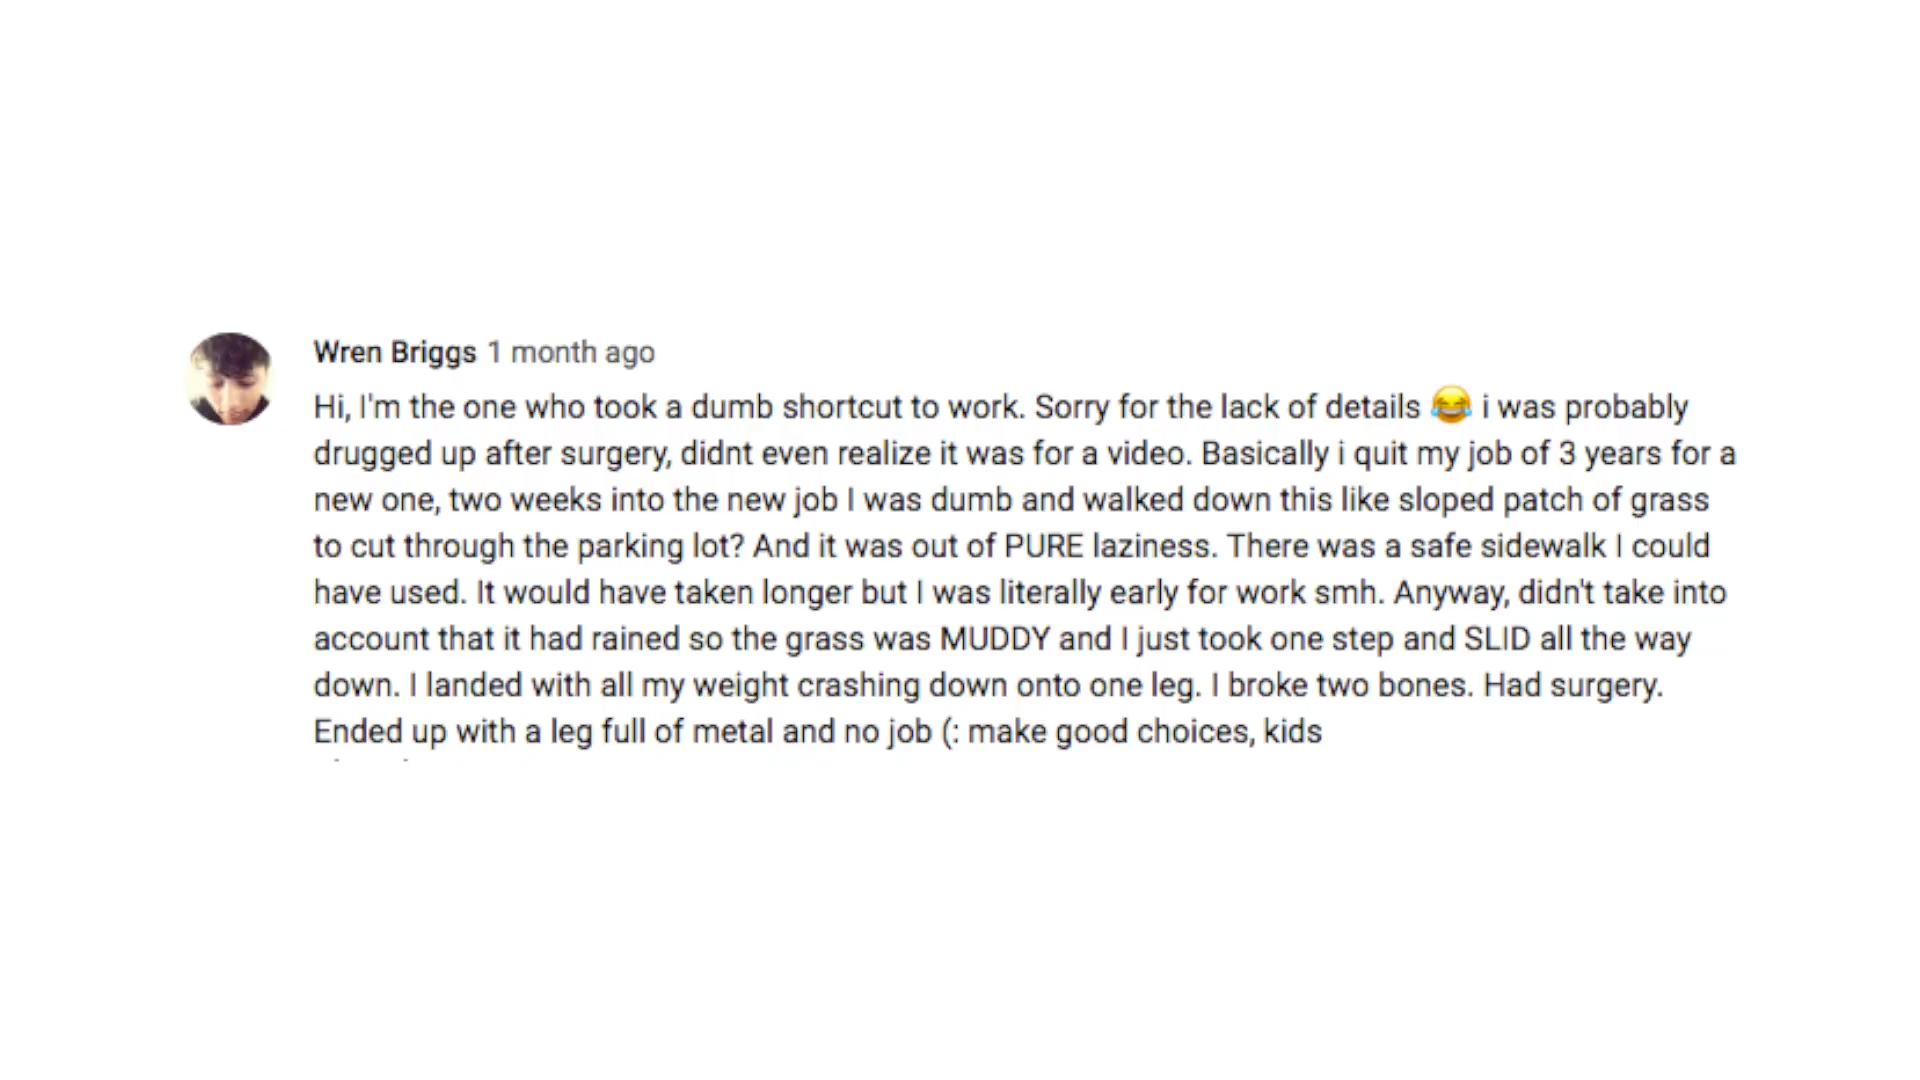 Wren Briggs 1 month ago
Hi, I'm the one who took a dumb shortcut to work. Sorry for the lack of details 😂 i was probably
drugged up after surgery, didnt even realize it was for a video. Basically i quit my job of 3 years for a
new one, two weeks into the new job I was dumb and walked down this like sloped patch of grass
to cut through the parking lot? And it was out of PURE laziness. There was a safe sidewalk I could
have used. It would have taken longer but I was literally early for work smh. Anyway, didn't take into
account that it had rained so the grass was MUDDY and I just took one step and SLID all the way
down. I landed with all my weight crashing down onto one leg. I broke two bones. Had surgery.
Ended up with a leg full of metal and no job (: make good choices, kids